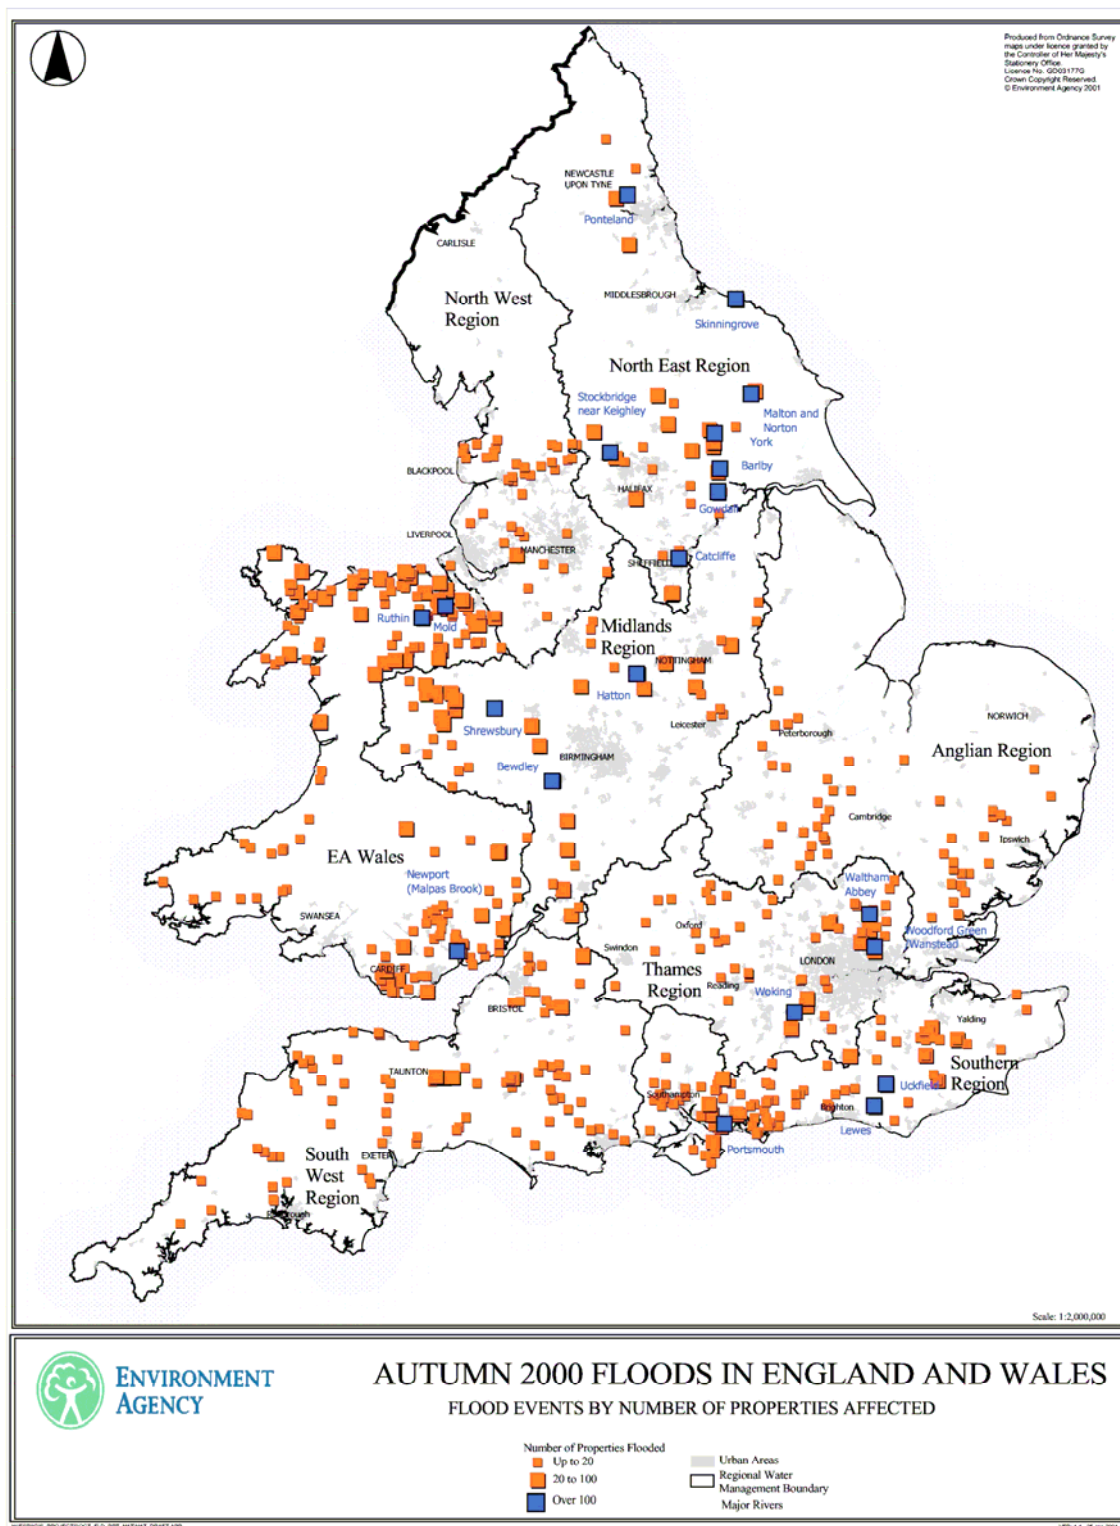 Produced from Ordnance Survey
maps under licence granted by
the Controller of Her Majesty's
Stationery Office.
Licence No. GD03177G
Crown Copyright Reserved.
© Environment Agency 2001
NEWCASTLE
UPON TYNE
Ponteland
CARLISLE
North West
Region
MIDDLESBROUGH
Skinningrove
North East Region
Stockbridge
near Keighley
Malton and
Norton
York
BLACKPOOL
Barlby
HALIFAX
Gowdall
LIVERPOOL
MANCHESTER
SHEFFIELD
Catcliffe
Ruthin
Mold
Midlands
Region
NOTTINGHAM
Hatton
Leicester
Shrewsbury
Peterborough
NORWICH
Anglian Region
BIRMINGHAM
Bewdley
Cambridge
Ipswich
EA Wales
Newport
(Malpas Brook)
Waltham
Abbey
SWANSEA
Oxford
Woodford Green
Wanstead
Swindon
LONDON
CARDIFF
Thames
Region
Reading
Woking
BRISTOL
Yalding
Southern
Region
TAUNTON
Uckfield
Southampton
Brighton
Lewes
Portsmouth
EXETER
South
West
Region
Scale: 1:2,000,000
ENVIRONMENT
AGENCY
AUTUMN 2000 FLOODS IN ENGLAND AND WALES
FLOOD EVENTS BY NUMBER OF PROPERTIES AFFECTED
Number of Properties Flooded
Up to 20
20 to 100
Over 100
Urban Areas
Regional Water
Management Boundary
Major Rivers